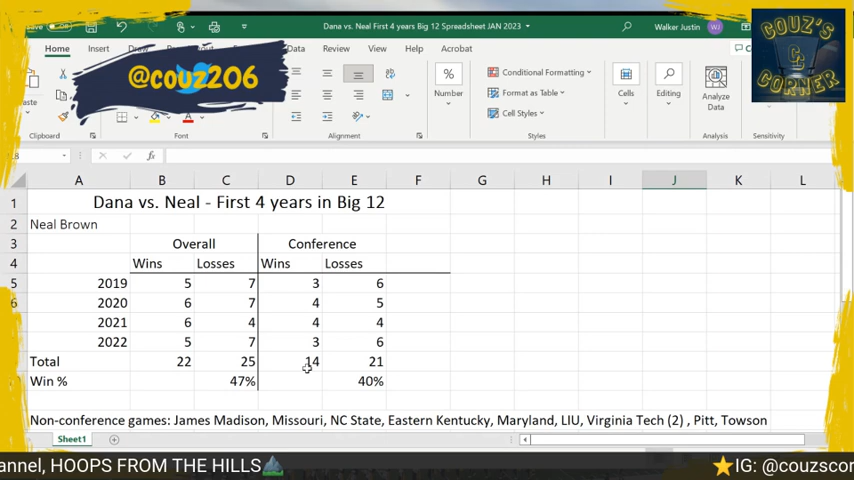 Dana vs. Neal First 4 years Big 12 Spreadsheet JAN 2023
Walker Justin WJ
Home Insert Data Review View Help Acrobat
@couz206
COUZ'S
CC
CORNER
Conditional Formatting
Format as Table
Cell Styles
%
Number
Cells
Editing
Analyze
Data
Clipboard Font Alignment Styles Analysis Sensitivity
fx
A B C D E F G H I J K L
1 Dana vs. Neal - First 4 years in Big 12
2 Neal Brown
3 Overall Conference
4 Wins Losses Wins Losses
5 2019 5 7 3 6
6 2020 6 7 4 5
7 2021 6 4 4 4
8 2022 5 7 3 6
Total 22 25 14 21
Win % 47% 40%
Non-conference games: James Madison, Missouri, NC State, Eastern Kentucky, Maryland, LIU, Virginia Tech (2) , Pitt, Towson
Sheet1
annel, HOOPS FROM THE HILLS IG: @couzscor